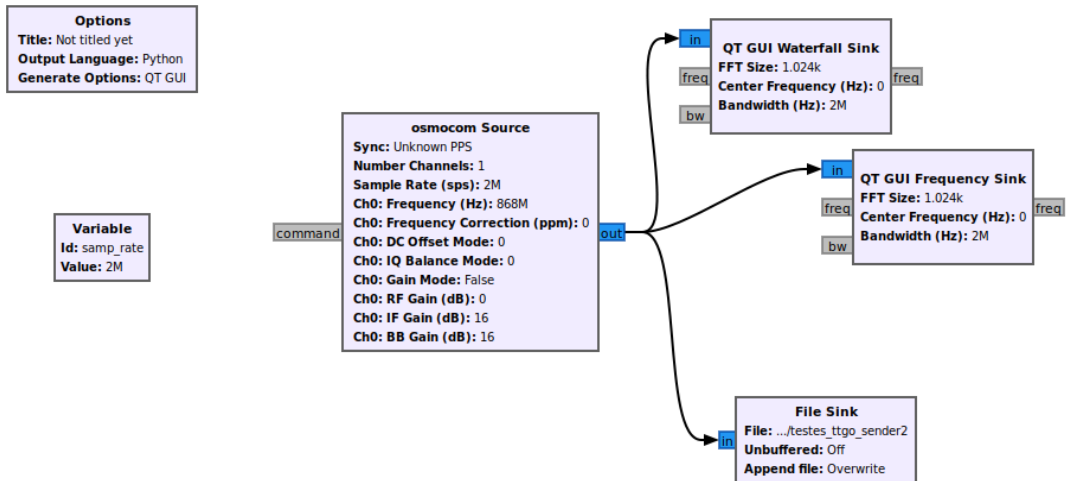 Options
Title: Not titled yet
Output Language: Python
Generate Options: QT GUI
Variable
Id: samp_rate
Value: 2M
command
osmocom Source
Sync: Unknown PPS
Number Channels: 1
Sample Rate (sps): 2M
Ch0: Frequency (Hz): 868M
Ch0: Frequency Correction (ppm): 0
Ch0: DC Offset Mode: 0
Ch0: IQ Balance Mode: 0
Ch0: Gain Mode: False
Ch0: RF Gain (dB): 0
Ch0: IF Gain (dB): 16
Ch0: BB Gain (dB): 16
out
in
freq
bw
QT GUI Waterfall Sink
FFT Size: 1.024k
Center Frequency (Hz): 0
Bandwidth (Hz): 2M
freq
in
freq
bw
QT GUI Frequency Sink
FFT Size: 1.024k
Center Frequency (Hz): 0
Bandwidth (Hz): 2M
freq
in
File Sink
File: .../testes_ttgo_sender2
Unbuffered: Off
Append file: Overwrite